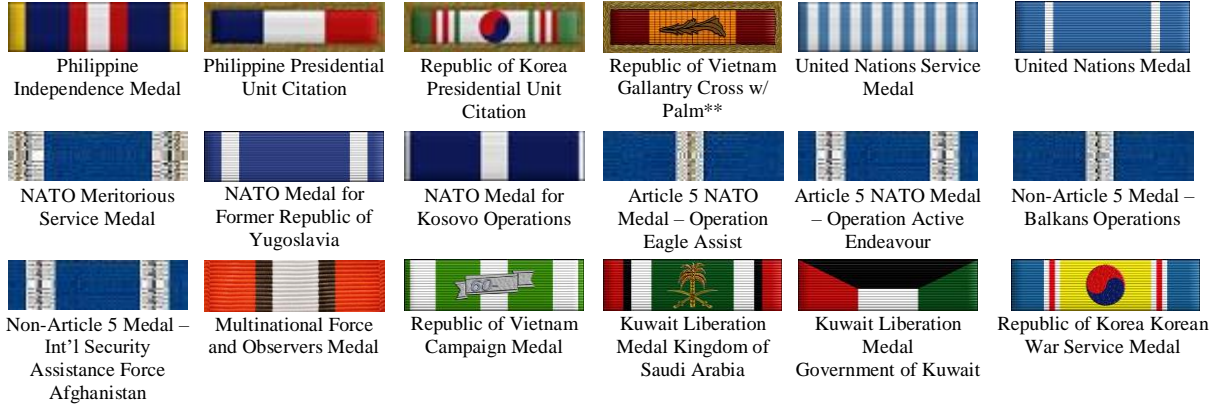 Philippine
Independence Medal
Philippine Presidential
Unit Citation
Republic of Korea
Presidential Unit
Citation
Republic of Vietnam
Gallantry Cross w/
Palm**
United Nations Service
Medal
United Nations Medal
NATO Meritorious
Service Medal
NATO Medal for
Former Republic of
Yugoslavia
NATO Medal for
Kosovo Operations
Article 5 NATO
Medal – Operation
Eagle Assist
Article 5 NATO Medal
– Operation Active
Endeavour
Non-Article 5 Medal –
Balkans Operations
Non-Article 5 Medal –
Int’l Security
Assistance Force
Afghanistan
Multinational Force
and Observers Medal
60-
Republic of Vietnam
Campaign Medal
Kuwait Liberation
Medal Kingdom of
Saudi Arabia
Kuwait Liberation
Medal
Government of Kuwait
Republic of Korea Korean
War Service Medal